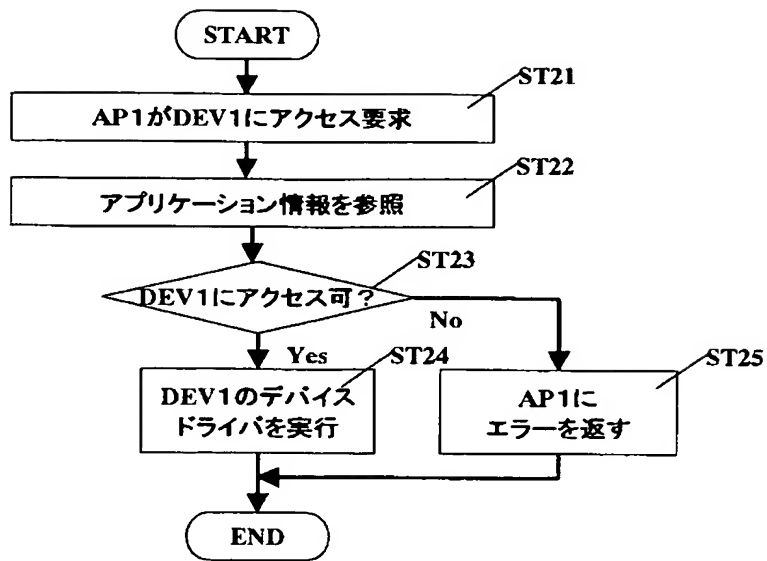 START
ST21
AP1がDEV1にアクセス要求
ST22
アプリケーション情報を参照
ST23
DEV1にアクセス可?
No
Yes
ST24
ST25
DEV1のデバイス
ドライバを実行
AP1に
エラーを返す
END